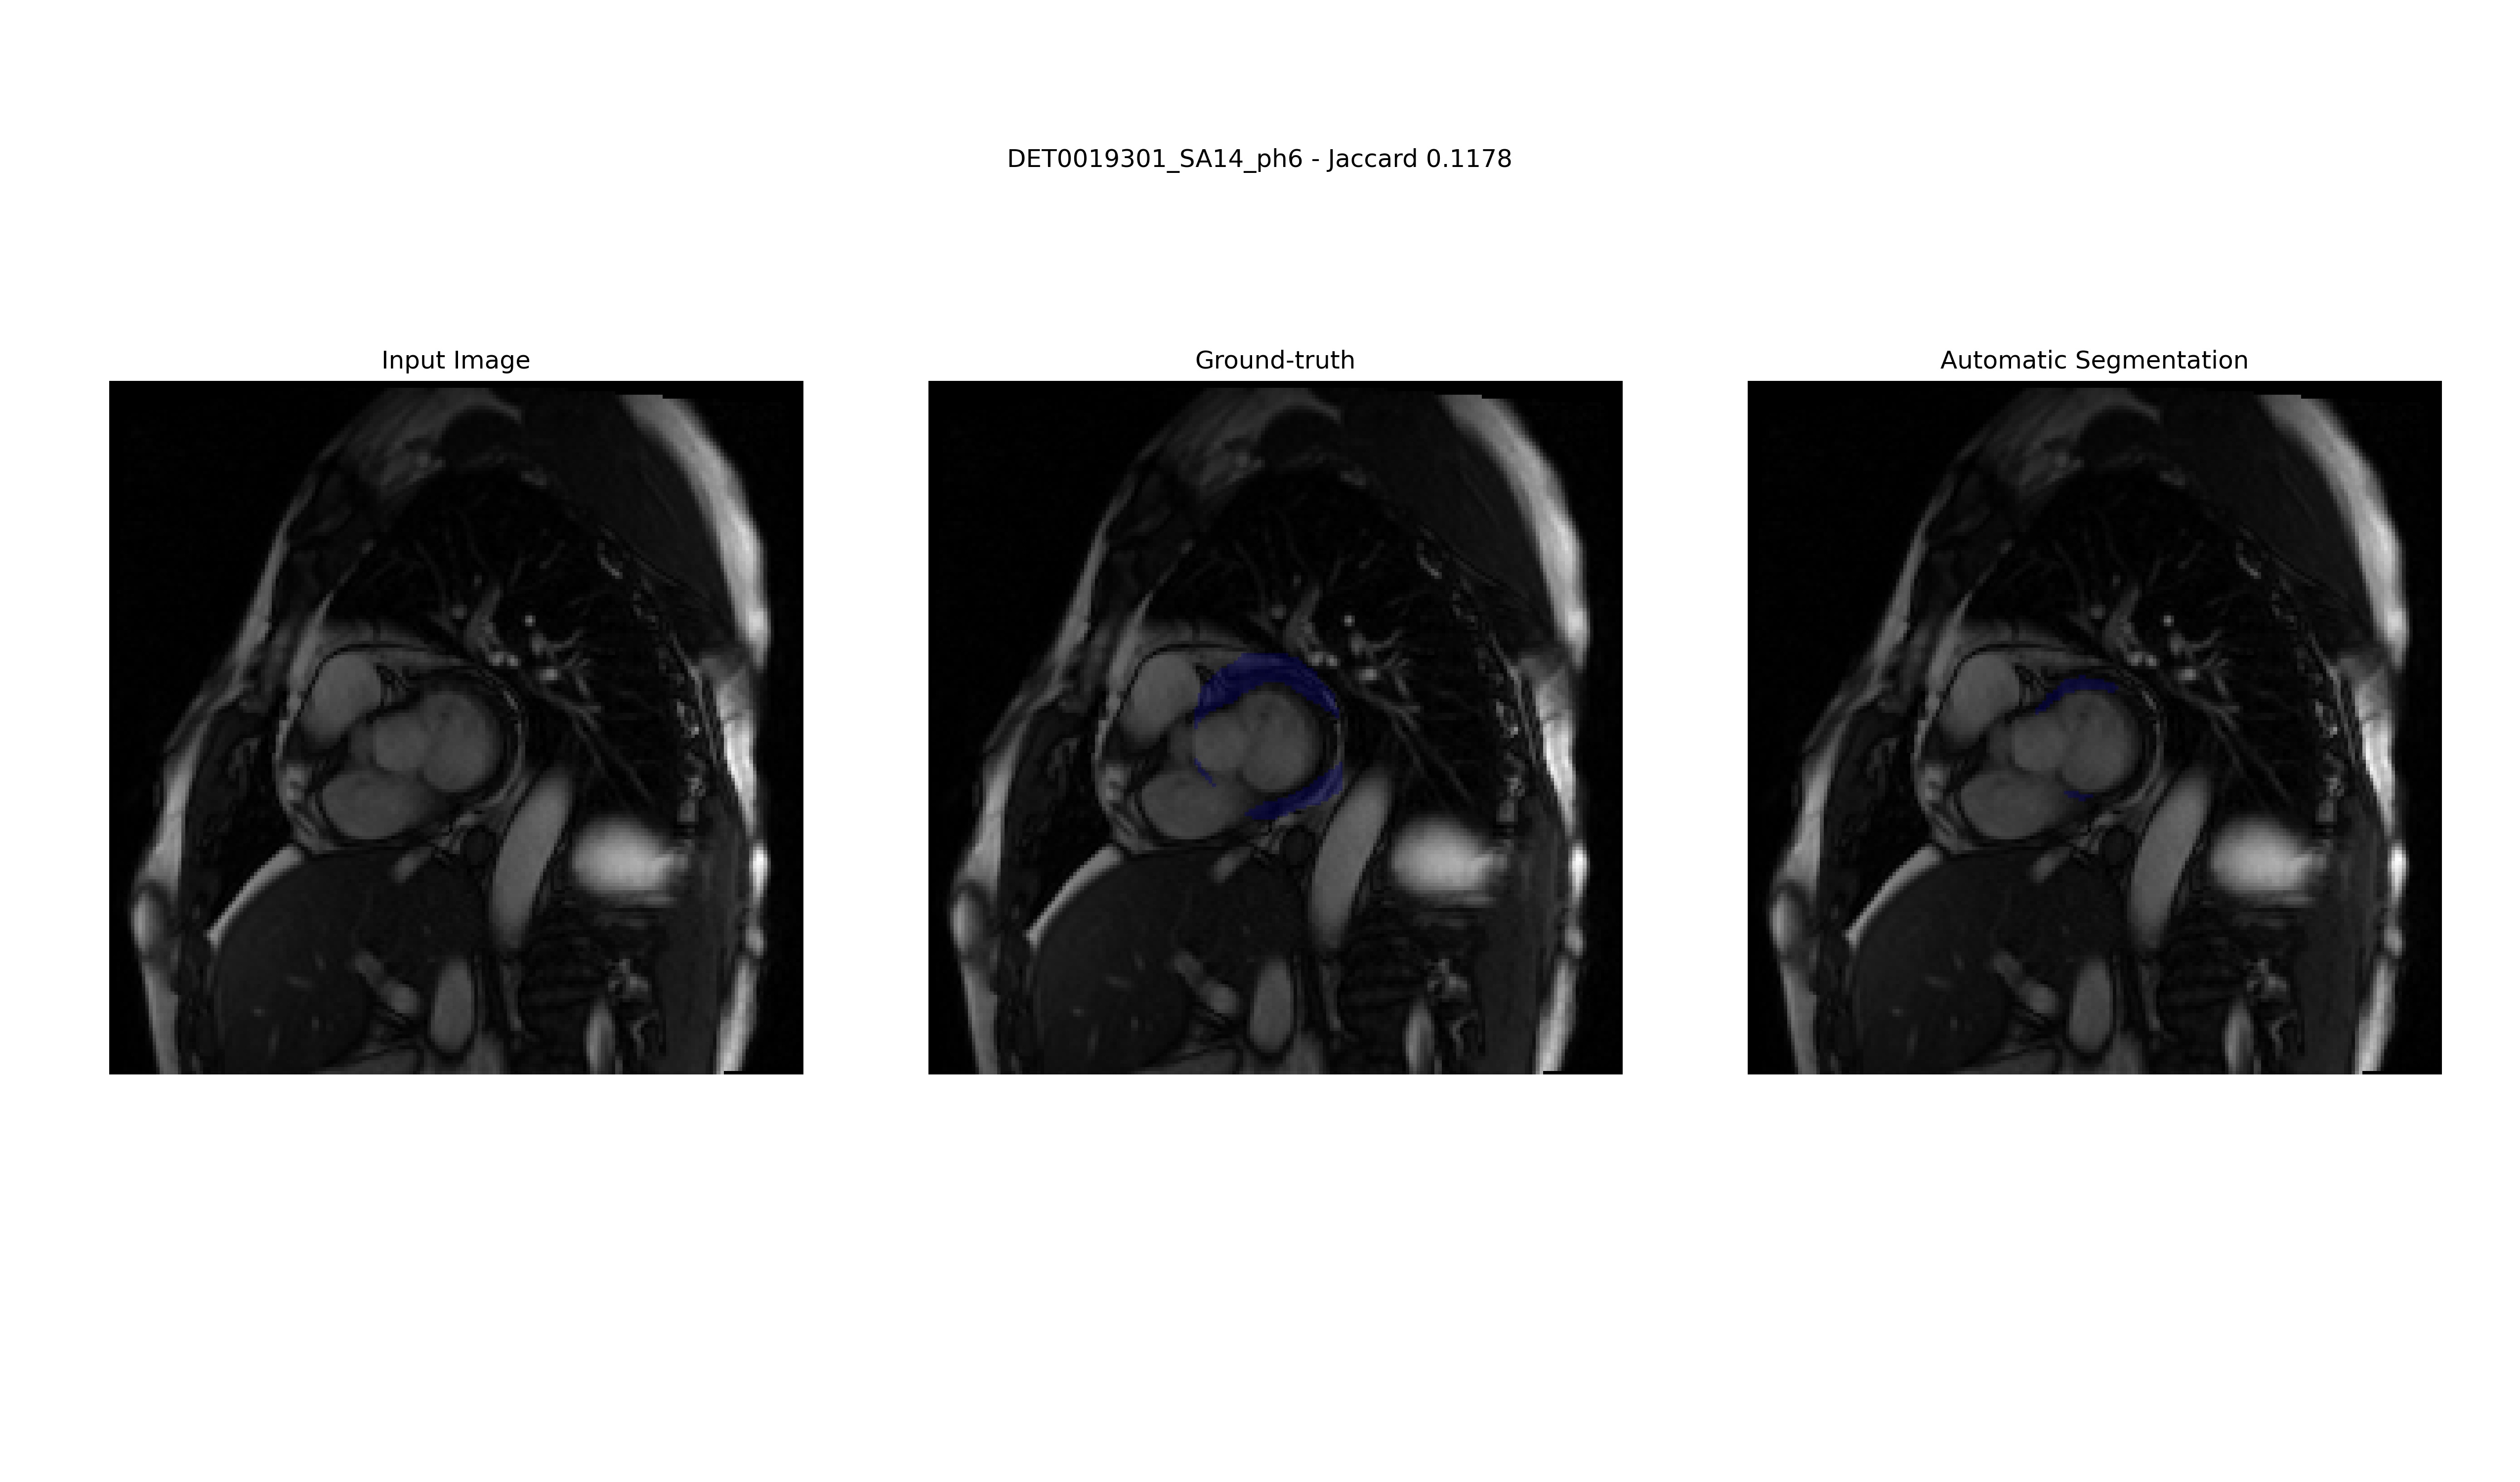 DET0019301_SA14_ph6 - Jaccard 0.1178
Input Image
Ground-truth
Automatic Segmentation